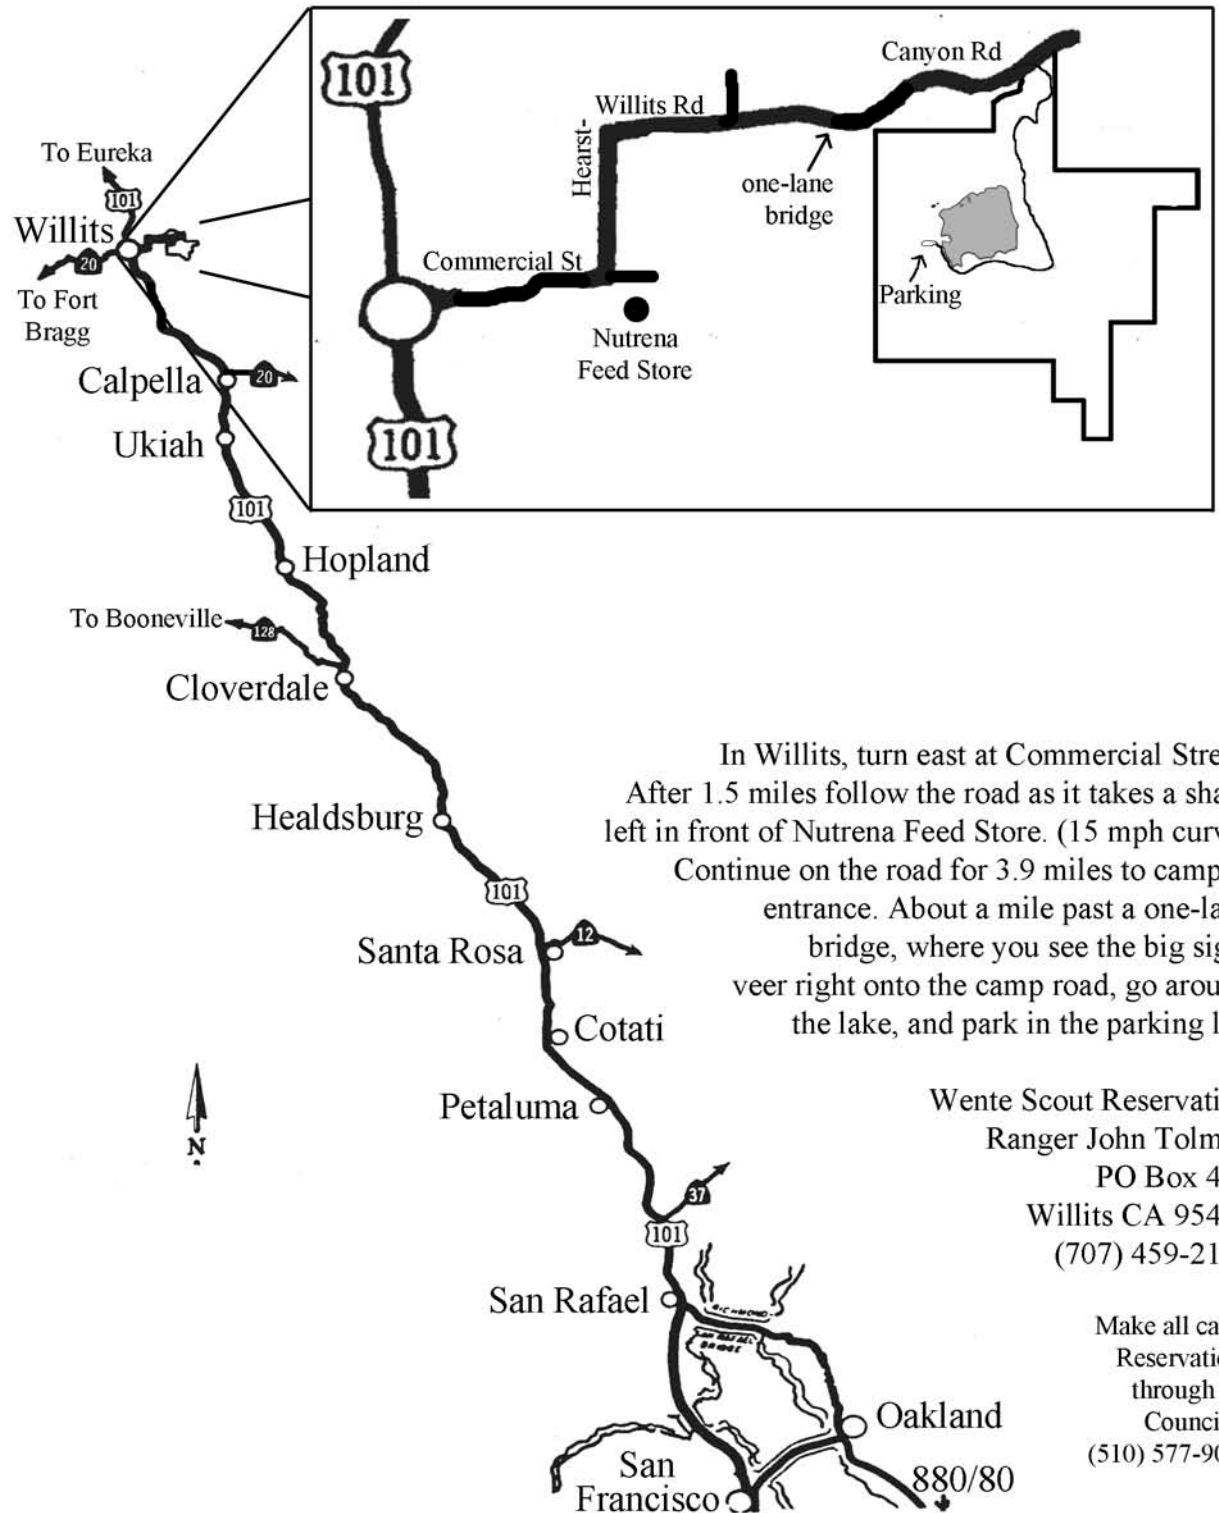 101
Canyon Rd
Willits Rd
Hearst-
To Eureka
101
one-lane
bridge
Willits
20
Commercial St
To Fort
Bragg
Parking
Nutrena
Feed Store
Calpella
20
101
Ukiah
101
Hopland
To Booneville
128
Cloverdale
In Willits, turn east at Commercial Stre
After 1.5 miles follow the road as it takes a sha
left in front of Nutrena Feed Store. (15 mph curv
Continue on the road for 3.9 miles to camp
entrance. About a mile past a one-la
bridge, where you see the big sig
veer right onto the camp road, go arou
the lake, and park in the parking l
Healdsburg
101
Santa Rosa
12
Cotati
Petaluma
N
Wente Scout Reservati
Ranger John Tolm
PO Box 4
Willits CA 954
(707) 459-21
37
101
San Rafael
RICHMOND-
SAN RAFAEL
BRIDGE
Make all ca
Reservatio
through
Counci
(510) 577-90
Oakland
San
Francisco
880/80